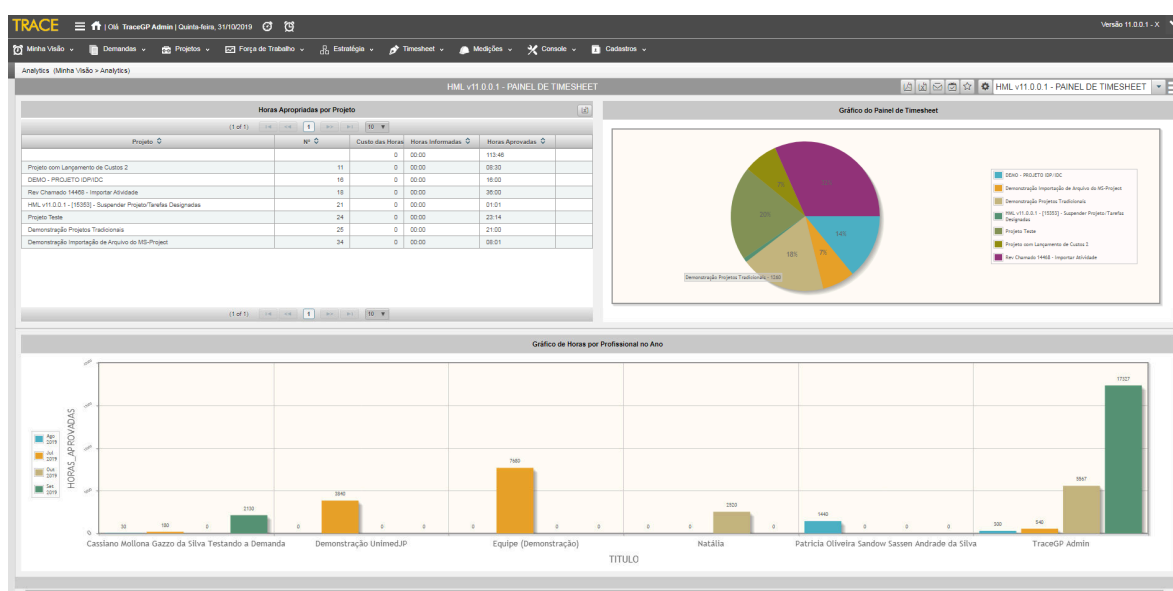 TRACE | Olá TraceGP Admin | Quinta-feira, 31/10/2019 Versão 11.0.0.1 - X
Minha Visão Demandas Projetos Força de Trabalho Estratégia Timesheet Medições Console Cadastros
Analytics (Minha Visão > Analytics)
HML v11.0.0.1 - PAINEL DE TIMESHEET HML v11.0.0.1 - PAINEL DE TIMESHEET
Horas Apropriadas por Projeto
(1 of 1) 1 10
Projeto Nº Custo das Horas Horas Informadas Horas Aprovadas
0 00:00 113:46
Projeto com Lançamento de Custos 2 11 0 00:00 08:30
DEMO - PROJETO IDP/IDC 16 0 00:00 16:00
Rev Chamado 14468 - Importar Atividade 18 0 00:00 36:00
HML v11.0.0.1 - [15353] - Suspender Projeto/Tarefas Designadas 21 0 00:00 01:01
Projeto Teste 24 0 00:00 23:14
Demonstração Projetos Tradicionais 25 0 00:00 21:00
Demonstração Importação de Arquivo do MS-Project 34 0 00:00 08:01
(1 of 1) 1 10
Gráfico do Painel de Timesheet
7%
20%
14%
18%
7%
Demonstração Projetos Tradicionais - 1260
DEMO - PROJETO IDP/IDC
Demonstração Importação de Arquivo do MS-Project
Demonstração Projetos Tradicionais
HML v11.0.0.1 - [15353] - Suspender Projeto/Tarefas
Designadas
Projeto Teste
Projeto com Lançamento de Custos 2
Rev Chamado 14468 - Importar Atividade
Gráfico de Horas por Profissional no Ano
Ago
2019
Jul
2019
Out
2019
Set
2019
HORAS_APROVADAS
0
30 180 0 2130
3840 0 0 0
0 7680 0 0
0 0 2520 0
1440 0 0 0
300 540 5567 17327
Cassiano Mollona Gazzo da Silva Testando a Demanda Demonstração UnimedJP Equipe (Demonstração) Natália Patrícia Oliveira Sandow Sassen Andrade da Silva TraceGP Admin
TITULO